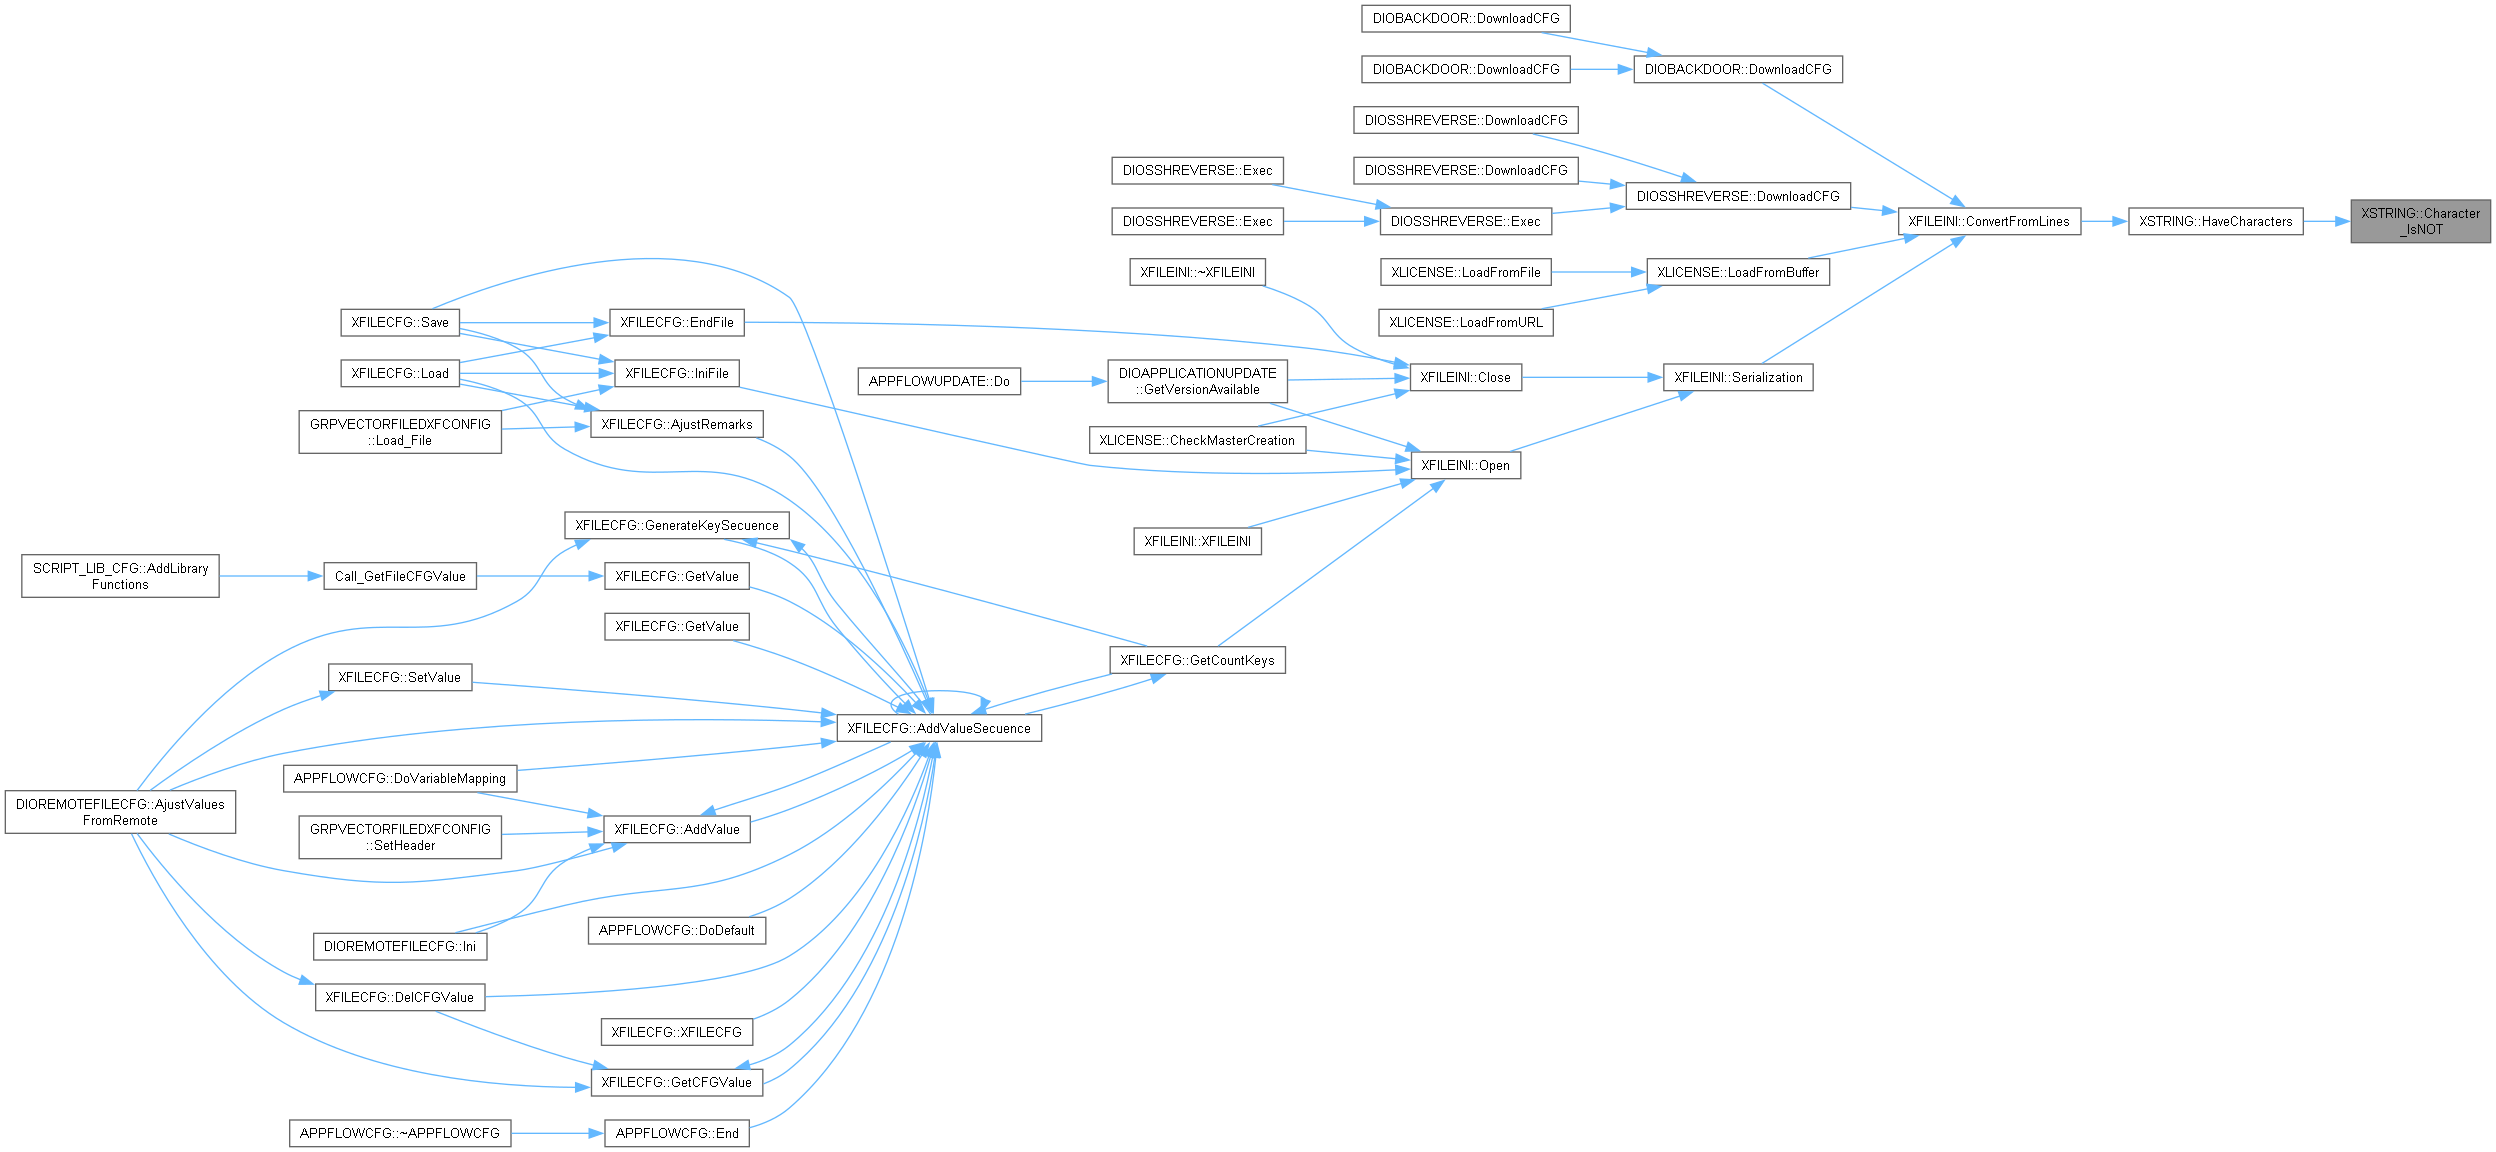 DIOBACKDOOR::DownloadCFG
DIOBACKDOOR::DownloadCFG
DIOBACKDOOR::DownloadCFG
DIOSSHREVERSE::DownloadCFG
DIOSSHREVERSE::Exec
DIOSSHREVERSE::DownloadCFG
DIOSSHREVERSE::DownloadCFG
DIOSSHREVERSE::Exec
DIOSSHREVERSE::Exec
XFILEINI::ConvertFromLines
XSTRING::HaveCharacters
XSTRING::Character
_IsNOT
XFILEINI::~XFILEINI
XLICENSE::LoadFromFile
XLICENSE::LoadFromBuffer
XFILECFG::Save
XFILECFG::EndFile
XLICENSE::LoadFromURL
XFILECFG::Load
XFILECFG::IniFile
APPFLOWUPDATE::Do
DIOAPPLICATIONUPDATE
::GetVersionAvailable
XFILEINI::Close
XFILEINI::Serialization
GRPVECTORFILEDXFCONFIG
::Load_File
XFILECFG::AjustRemarks
XLICENSE::CheckMasterCreation
XFILEINI::Open
XFILECFG::GenerateKeySecuence
XFILEINI::XFILEINI
SCRIPT_LIB_CFG::AddLibrary
Functions
Call_GetFileCFGValue
XFILECFG::GetValue
XFILECFG::GetValue
XFILECFG::SetValue
XFILECFG::GetCountKeys
XFILECFG::AddValueSecuence
APPFLOWCFG::DoVariableMapping
DIOREMOTEFILECFG::AjustValues
FromRemote
GRPVECTORFILEDXFCONFIG
::SetHeader
XFILECFG::AddValue
DIOREMOTEFILECFG::Ini
APPFLOWCFG::DoDefault
XFILECFG::DelCFGValue
XFILECFG::XFILECFG
XFILECFG::GetCFGValue
APPFLOWCFG::~APPFLOWCFG
APPFLOWCFG::End